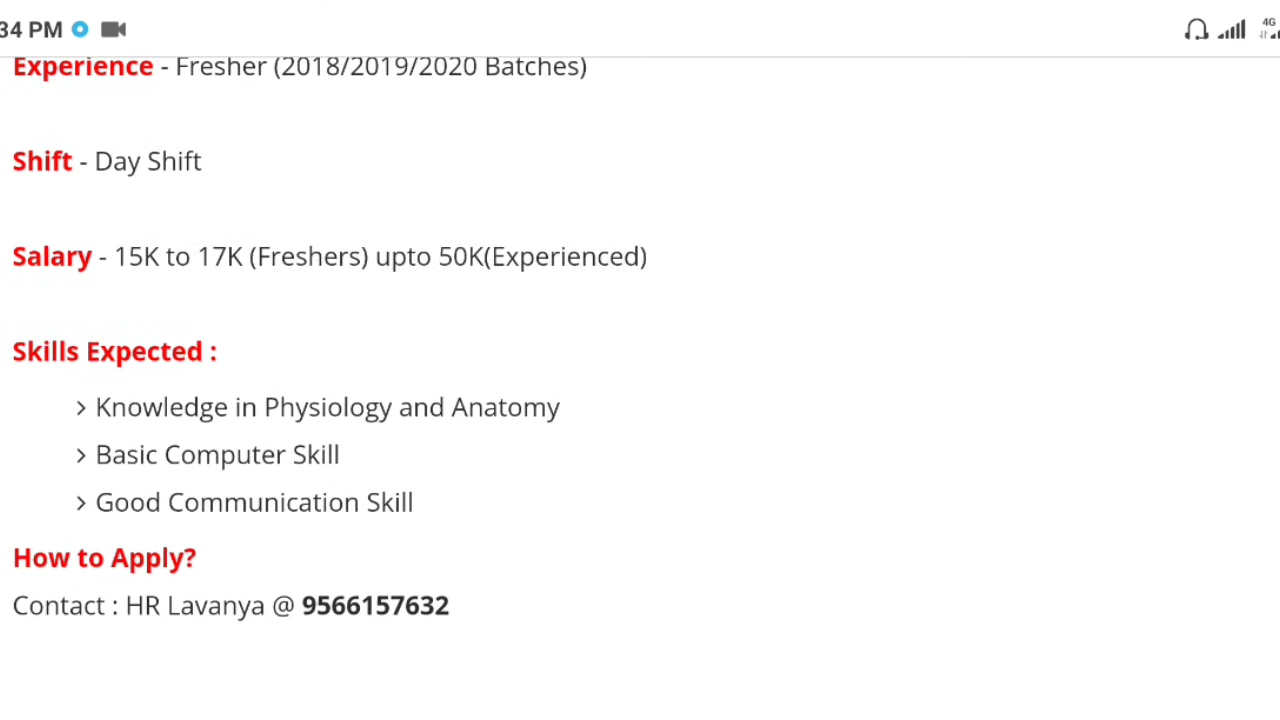 34 PM
4G
Experience - Fresher (2018/2019/2020 Batches)
Shift - Day Shift
Salary - 15K to 17K (Freshers) upto 50K(Experienced)
Skills Expected :
> Knowledge in Physiology and Anatomy
> Basic Computer Skill
> Good Communication Skill
How to Apply?
Contact : HR Lavanya @ 9566157632